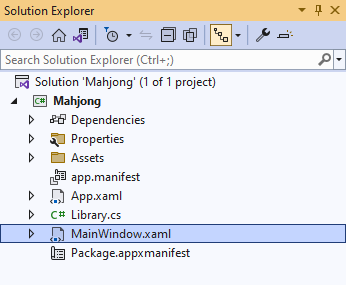 Solution Explorer
Search Solution Explorer (Ctrl+;)
Solution 'Mahjong' (1 of 1 project)
C# Mahjong
Dependencies
Properties
Assets
app.manifest
App.xaml
C# Library.cs
MainWindow.xaml
Package.appxmanifest